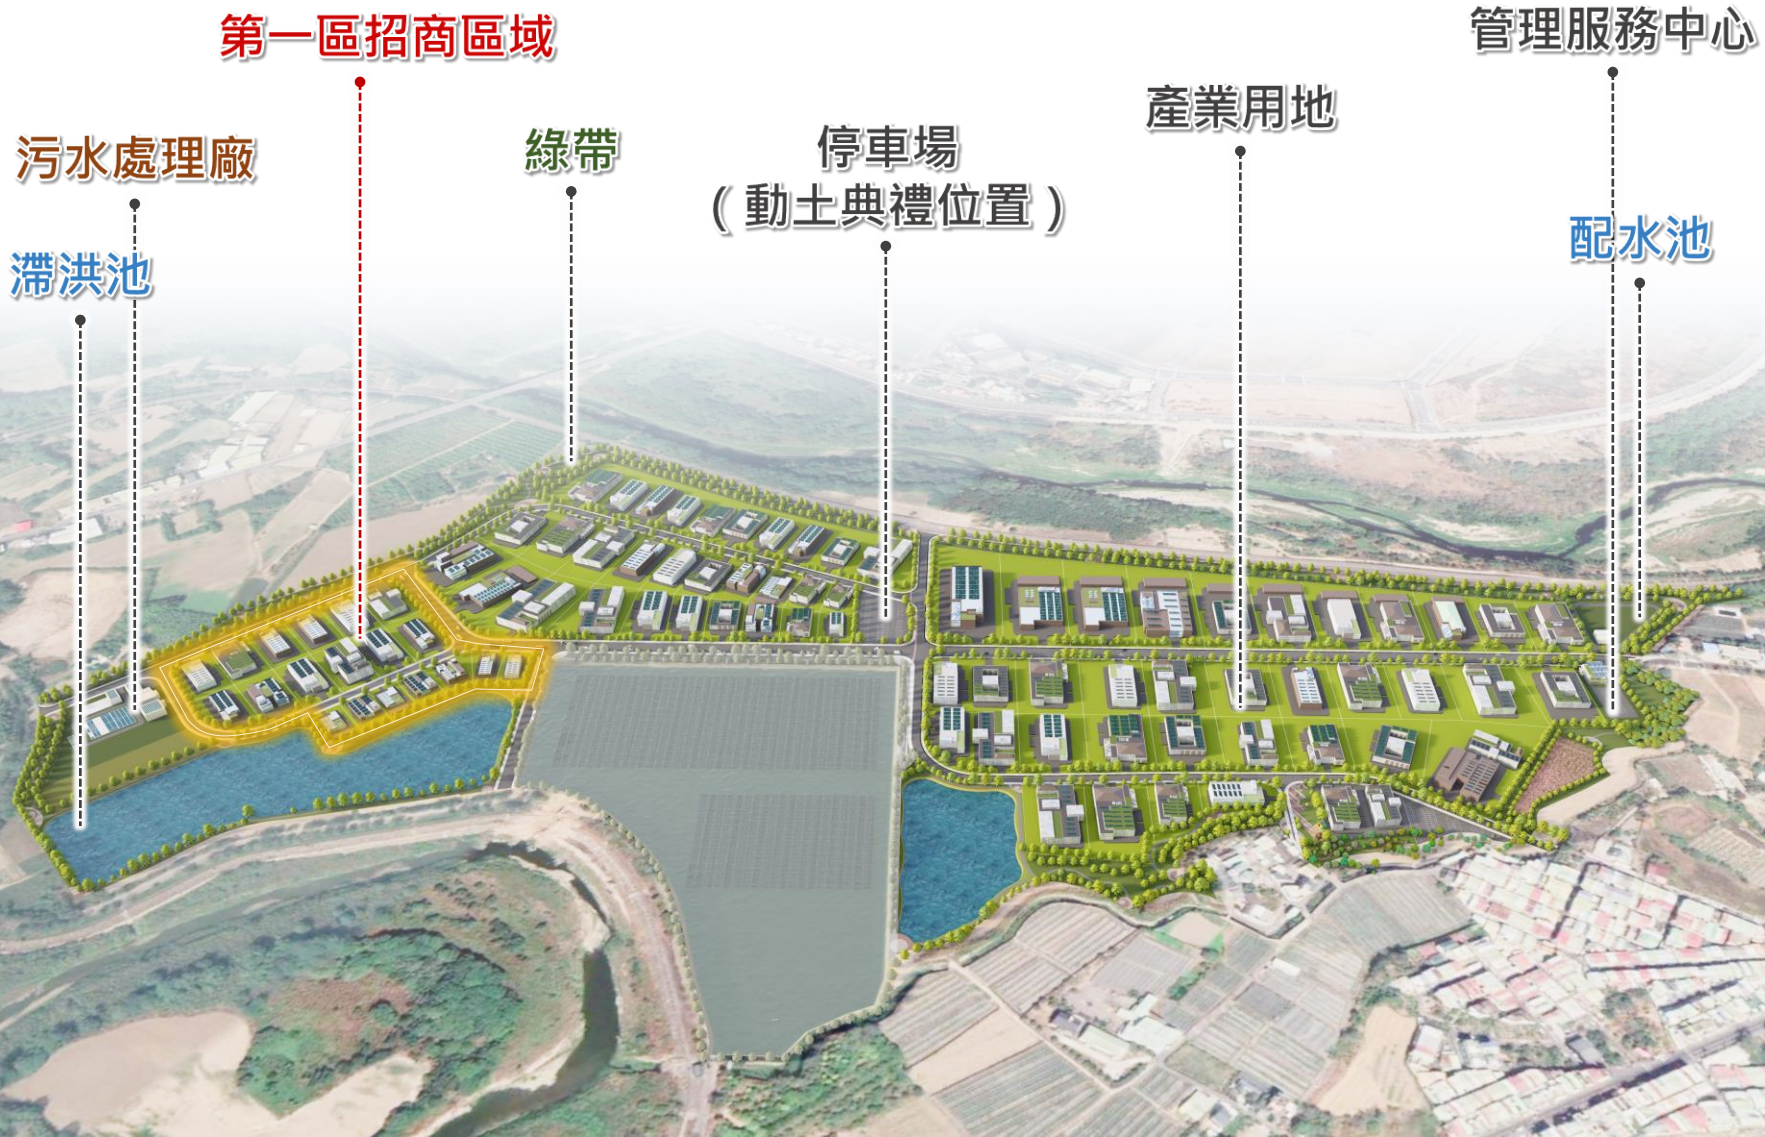 第一區招商區域
管理服務中心
產業用地
污水處理廠
綠帶
停車場
（動土典禮位置）
配水池
滯洪池